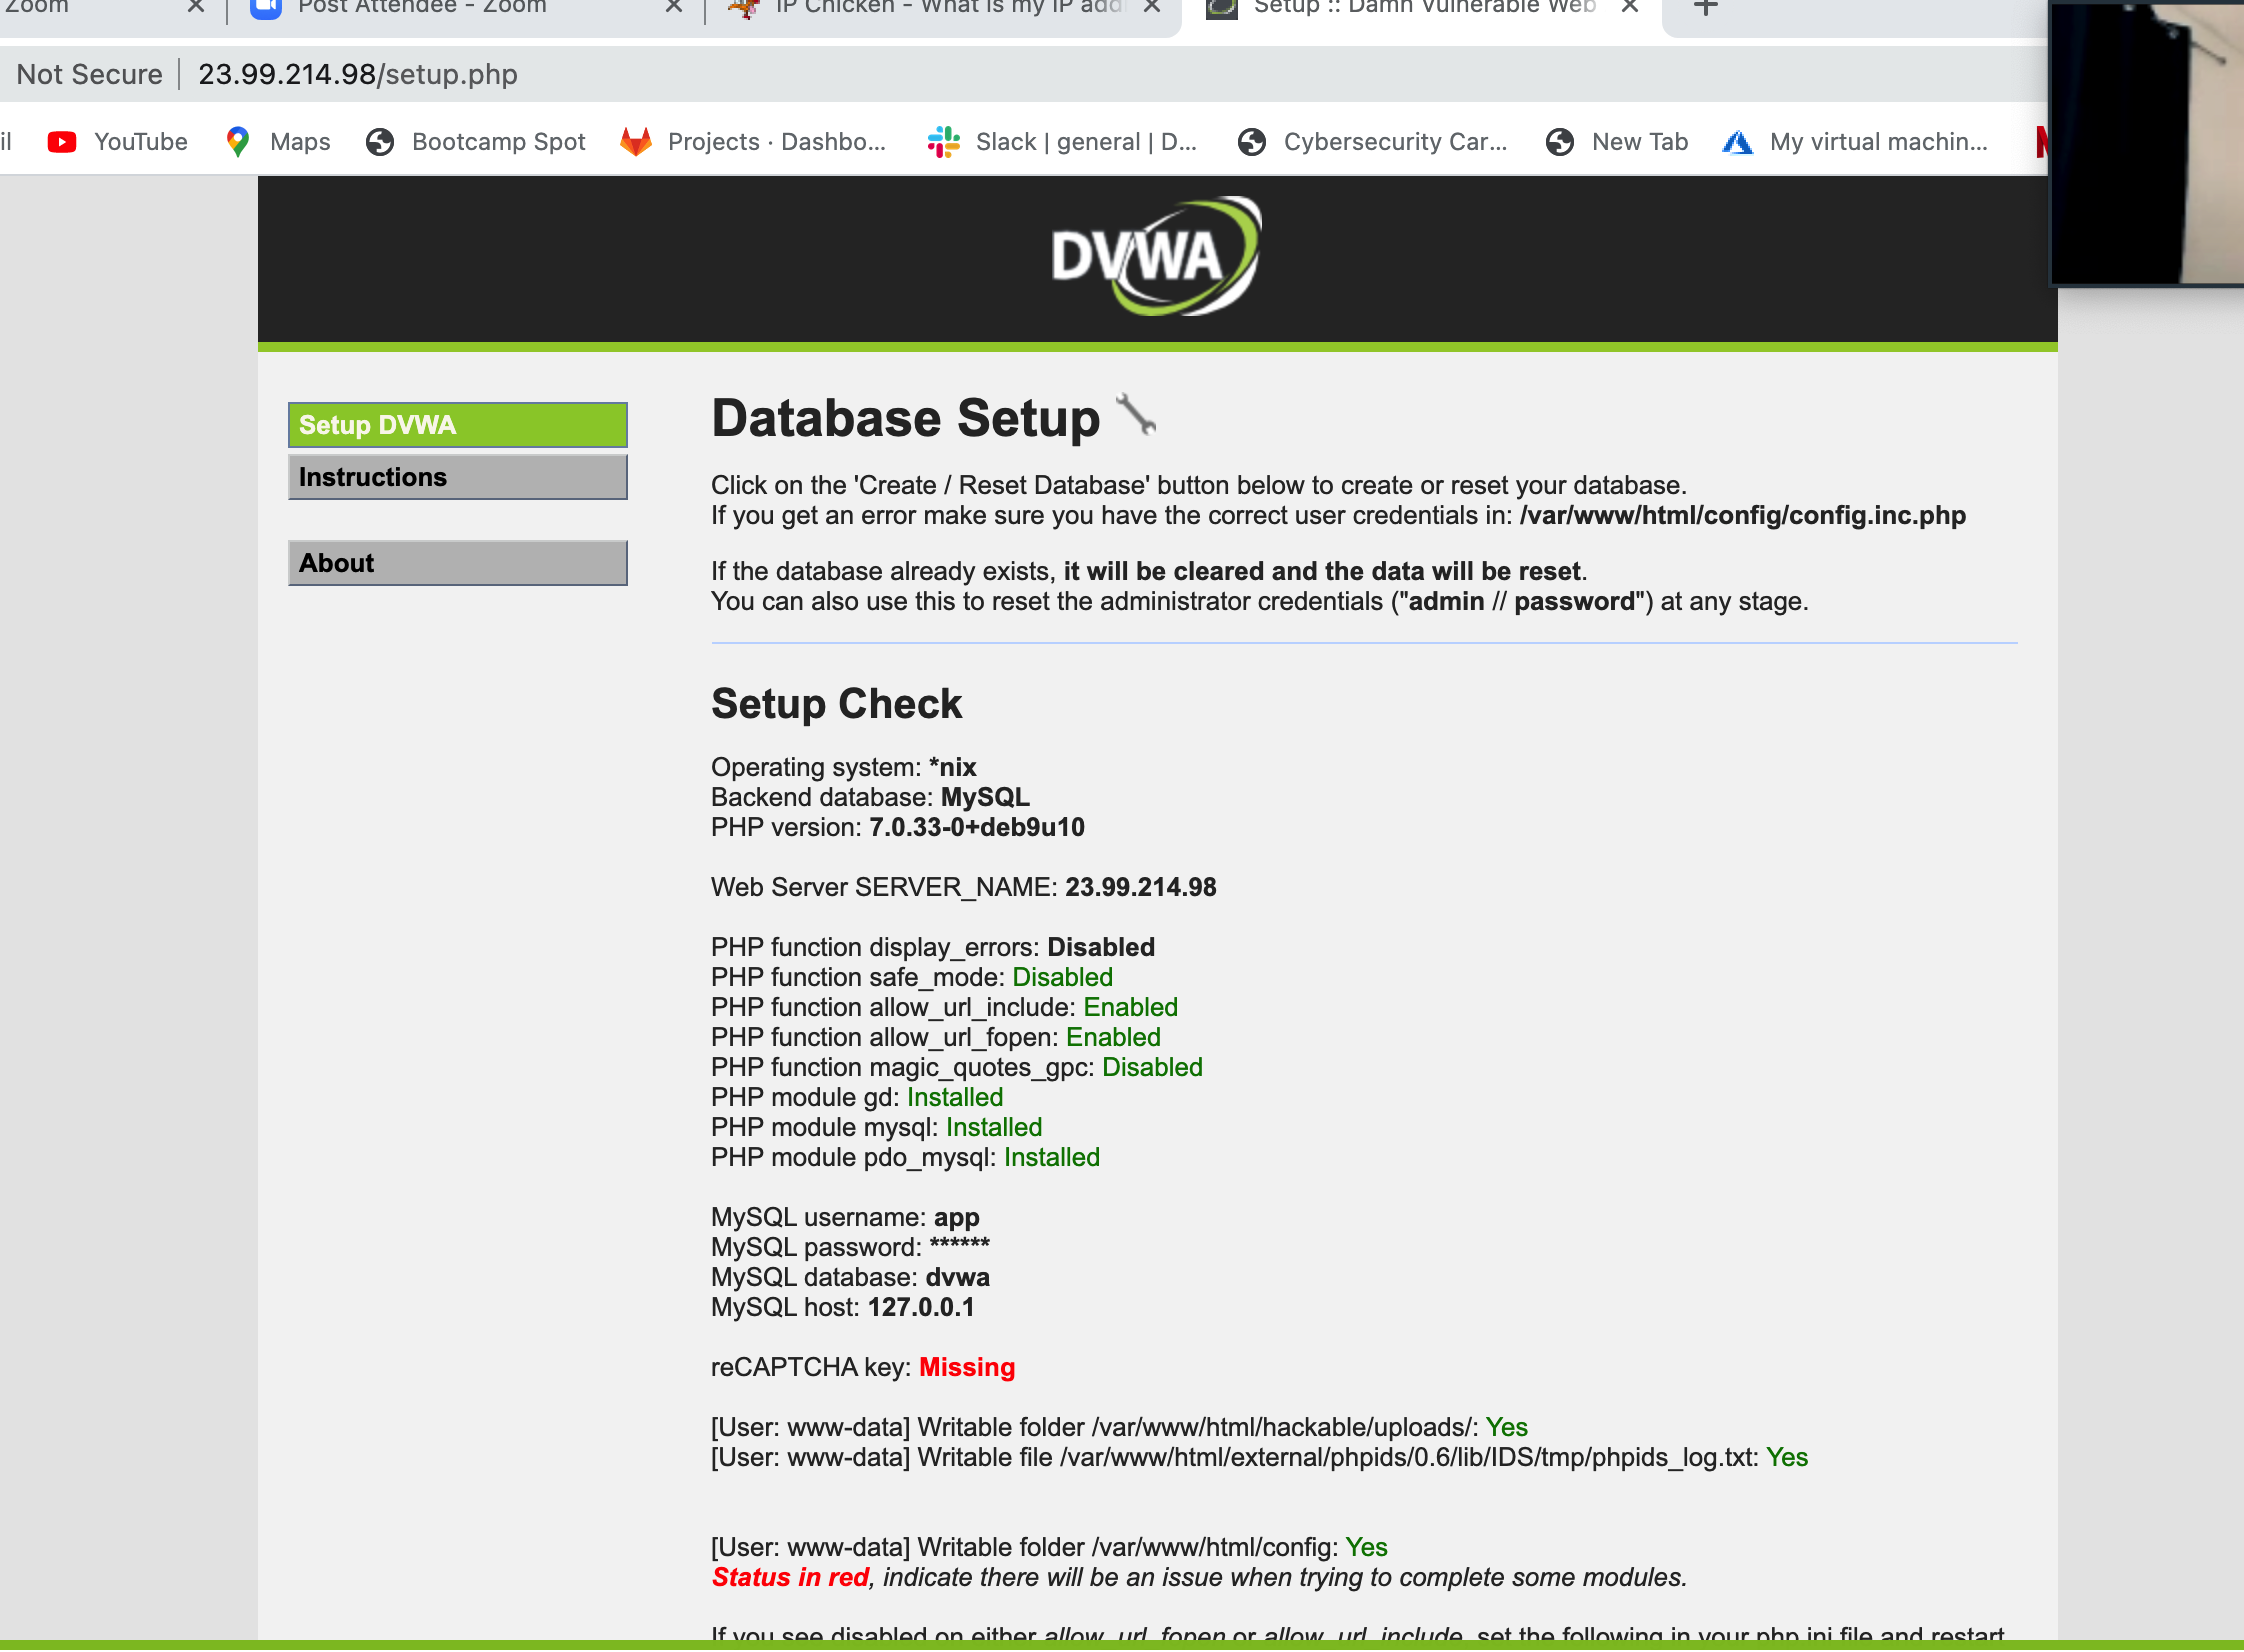 Zoom
Post Attendee - Zoom
IP Chicken - What is my IP add
Setup :: Damn Vulnerable Web
Not Secure
23.99.214.98/setup.php
il
YouTube
Maps
Bootcamp Spot
Projects · Dashbo...
Slack | general | D...
Cybersecurity Car...
New Tab
My virtual machin...
DVWA
Setup DVWA
Instructions
About
Database Setup
Click on the 'Create / Reset Database' button below to create or reset your database.
If you get an error make sure you have the correct user credentials in: /var/www/html/config/config.inc.php
If the database already exists, it will be cleared and the data will be reset.
You can also use this to reset the administrator credentials ("admin // password") at any stage.
Setup Check
Operating system: *nix
Backend database: MySQL
PHP version: 7.0.33-0+deb9u10
Web Server SERVER_NAME: 23.99.214.98
PHP function display_errors: Disabled
PHP function safe_mode: Disabled
PHP function allow_url_include: Enabled
PHP function allow_url_fopen: Enabled
PHP function magic_quotes_gpc: Disabled
PHP module gd: Installed
PHP module mysql: Installed
PHP module pdo_mysql: Installed
MySQL username: app
MySQL password: ******
MySQL database: dvwa
MySQL host: 127.0.0.1
reCAPTCHA key: Missing
[User: www-data] Writable folder /var/www/html/hackable/uploads/: Yes
[User: www-data] Writable file /var/www/html/external/phpids/0.6/lib/IDS/tmp/phpids_log.txt: Yes
[User: www-data] Writable folder /var/www/html/config: Yes
Status in red, indicate there will be an issue when trying to complete some modules.
If you see disabled on either allow_url_fopen or allow_url_include, set the following in your php.ini file and restart